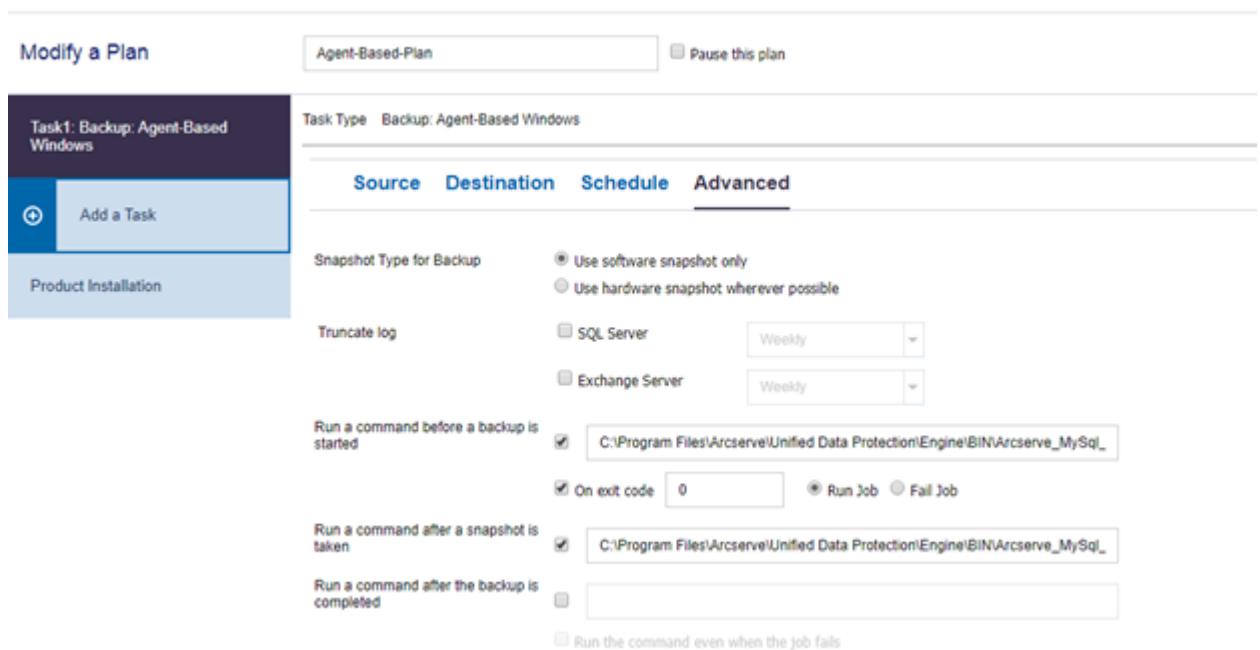 Modify a Plan
Agent-Based-Plan
Pause this plan
Task1: Backup: Agent-Based
Windows
Add a Task
Product Installation
Task Type Backup: Agent-Based Windows
Source Destination Schedule Advanced
Snapshot Type for Backup
Use software snapshot only
Use hardware snapshot wherever possible
Truncate log
SQL Server
Weekly
Exchange Server
Weekly
Run a command before a backup is
started
C:\Program Files\Arcserve\Unified Data Protection\Engine\BIN\Arcserve_MySql_
On exit code 0 Run Job Fail Job
Run a command after a snapshot is
taken
C:\Program Files\Arcserve\Unified Data Protection\Engine\BIN\Arcserve_MySql_
Run a command after the backup is
completed
Run the command even when the job fails